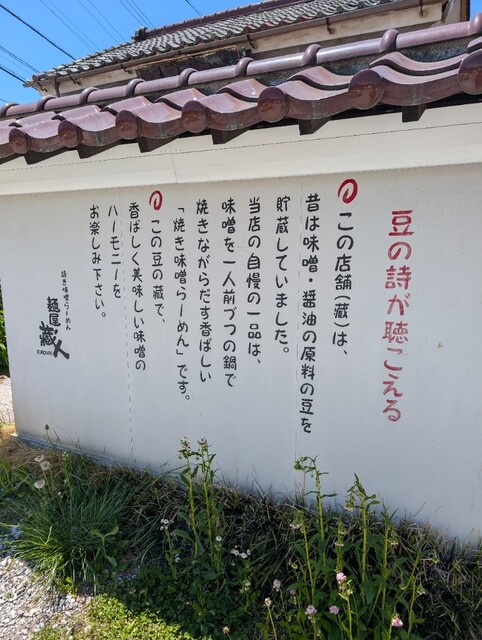 豆の詩が聴こえる
この店舗(蔵)は、
昔は味噌・醤油の原料の豆を
貯蔵していました。
当店の自慢の一品は、
味噌を一人前づつの鍋で
焼きながらだす香ばしい
「焼き味噌らーめん」です。
この豆の蔵で、
香ばしく美味しい味噌の
ハーモニーを
お楽しみ下さい。
焼き味噌らーめん
麺屋
蔵人